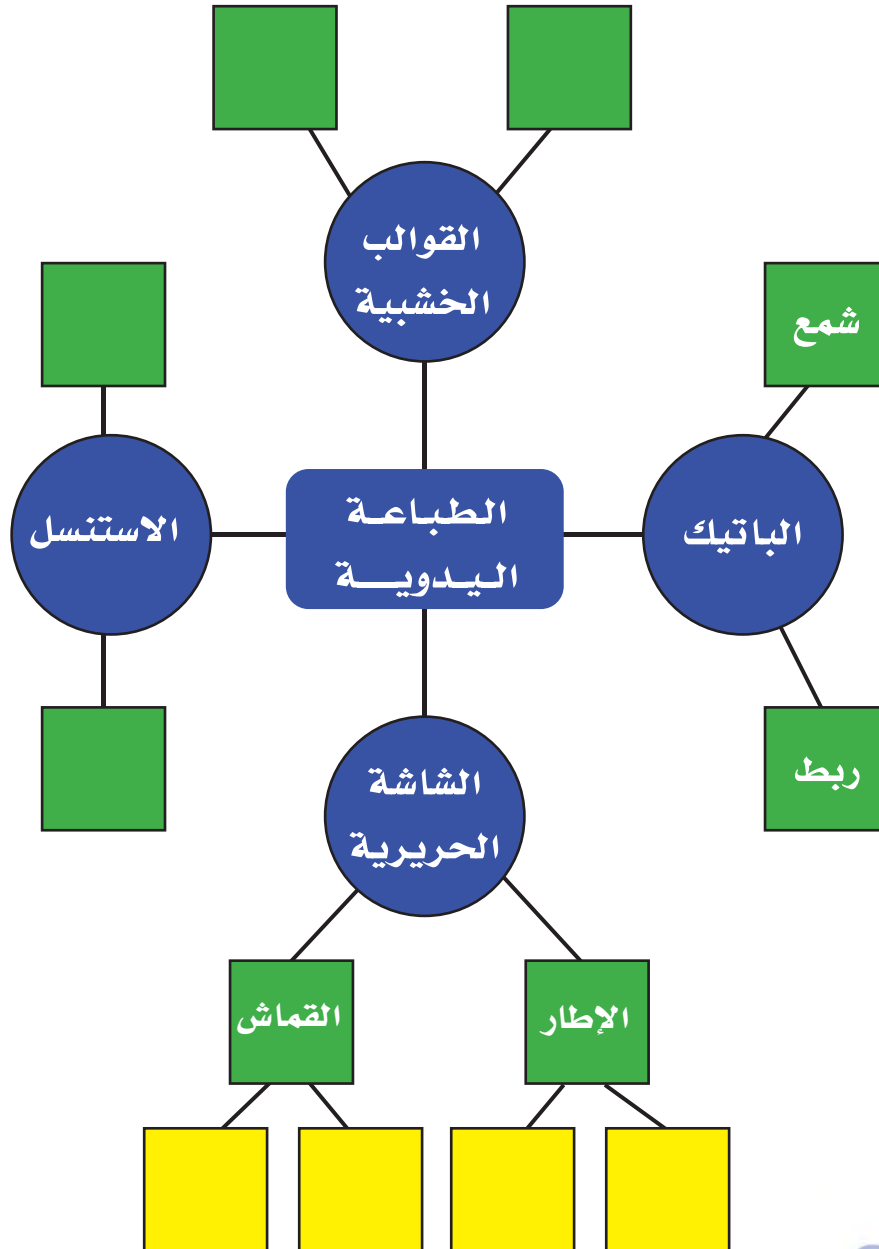 القوالب
الخشبية
شمع
الطباعة
اليدوية
الباتيك
الاستنسل
ربط
الشاشة
الحريرية
الإطار
القماش